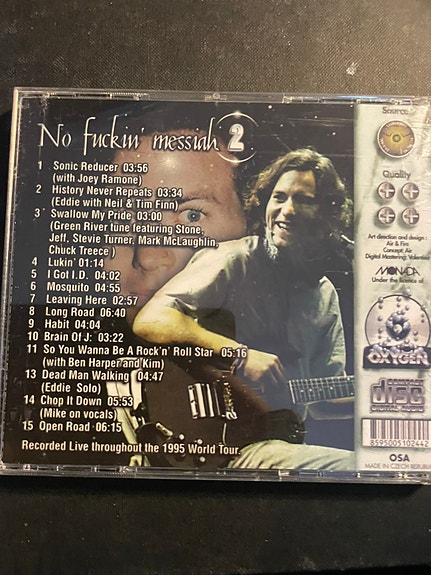 No fuckin' messiah 2
1 Sonic Reducer 03:56
(with Joey Ramone)
2 History Never Repeats 03:34
(Eddie with Neil & Tim Finn)
3 Swallow My Pride 03:00
(Green River tune featuring Stone,
Jeff, Stevie Turner, Mark McLaughlin,
Chuck Treece )
4 Lukin' 01:14
5 I Got I.D. 04:02
6 Mosquito 04:55
7 Leaving Here 02:57
8 Long Road 06:40
9 Habit 04:04
10 Brain Of J: 03:22
11 So You Wanna Be A Rock'n' Roll Star 05:16
(with Ben Harper and Kim)
13 Dead Man Walking 04:47
(Eddie Solo)
14 Chop It Down 05:53
(Mike on vocals)
15 Open Road 06:15
Recorded Live throughout the 1995 World Tour.
Source
Quality
Art direction and design :
Air & Fire
Concept: Air
Digital Mastering:
MONADA
Under the licence of
OXYGEN
COMPACT
disc
DIGITAL AUDIO
8595005102442
OSA
MADE IN CZECH REPUBLIC